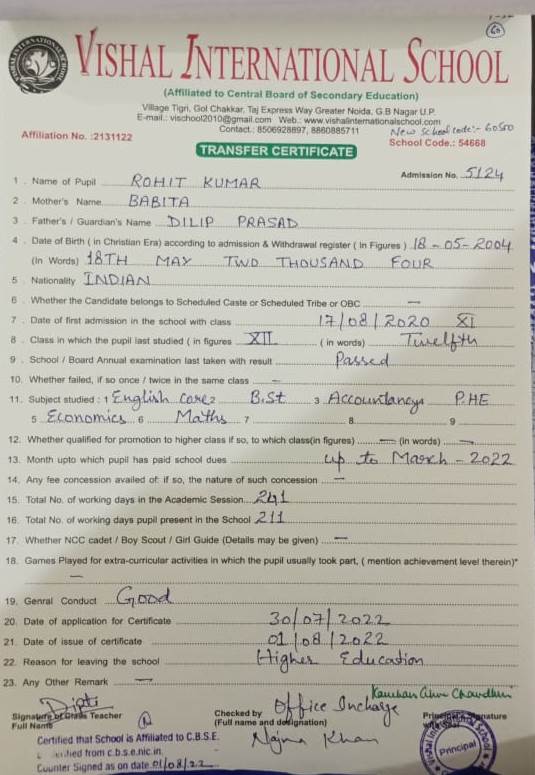 60
VISHAL INTERNATIONAL SCHOOL
(Affiliated to Central Board of Secondary Education)
Village Tigri, Gol Chakkar, Taj Express Way Greater Noida, G.B Nagar U.P.
E-mail.: vischool2010@gmail.com Web.: www.vishalinternationalschool.com
Contact.: 8506928897, 8860885711
New School code:- 60500
Affiliation No. :2131122 School Code.: 54668
TRANSFER CERTIFICATE
Admission No. 5124
1 . Name of Pupil ROHIT KUMAR
2 . Mother's Name BABITA
3 . Father's / Guardian's Name DILIP PRASAD
4 . Date of Birth ( in Christian Era) according to admission & Withdrawal register ( In Figures ) 18-05-2004
(In Words) 18TH MAY TWO THOUSAND FOUR
5 . Nationality INDIAN
6 . Whether the Candidate belongs to Scheduled Caste or Scheduled Tribe or OBC —
7 . Date of first admission in the school with class 17/08/2020 XI
8 . Class in which the pupil last studied ( in figures XII ( in words) Twelfth
9 . School / Board Annual examination last taken with result Passed
10. Whether failed, if so once / twice in the same class —
11. Subject studied : 1 English Core 2 B.St 3 Accountancy P.HE
5 Economics 6 Maths 7 8 9
12. Whether qualified for promotion to higher class if so, to which class(in figures) — (in words) —
13. Month upto which pupil has paid school dues up to March - 2022
14. Any fee concession availed of: if so, the nature of such concession —
15. Total No. of working days in the Academic Session 241
16. Total No. of working days pupil present in the School 211
17. Whether NCC cadet / Boy Scout / Girl Guide (Details may be given) —
18. Games Played for extra-curricular activities in which the pupil usually took part, ( mention achievement level therein)*
—
19. Genral Conduct Good
20. Date of application for Certificate 30/07/2022
21. Date of issue of certificate 01/08/2022
22. Reason for leaving the school Higher Education
23. Any Other Remark —
Dipti
Signature of Class Teacher
Full Name
Checked by Office Incharge
(Full name and designation)
Najma Khan
Principal Signature
Principal
Certified that School is Affiliated to C.B.S.E.
verified from c.b.s.e.nic.in.
Counter Signed as on date 01/08/22